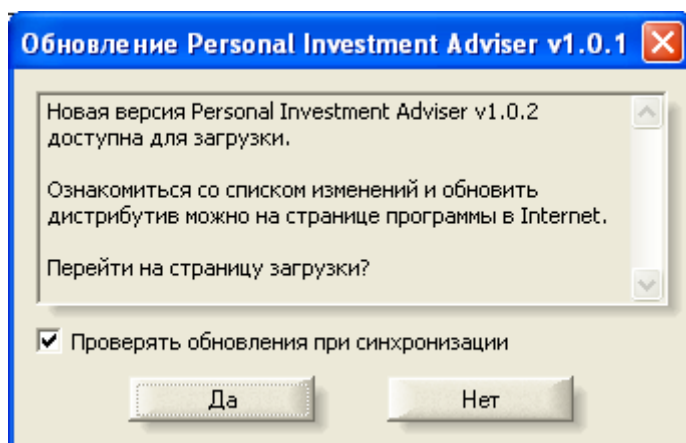 Обновление Personal Investment Adviser v1.0.1
Новая версия Personal Investment Adviser v1.0.2
доступна для загрузки.
Ознакомиться со списком изменений и обновить
дистрибутив можно на странице программы в Internet.
Перейти на страницу загрузки?
Проверять обновления при синхронизации
Да
Нет